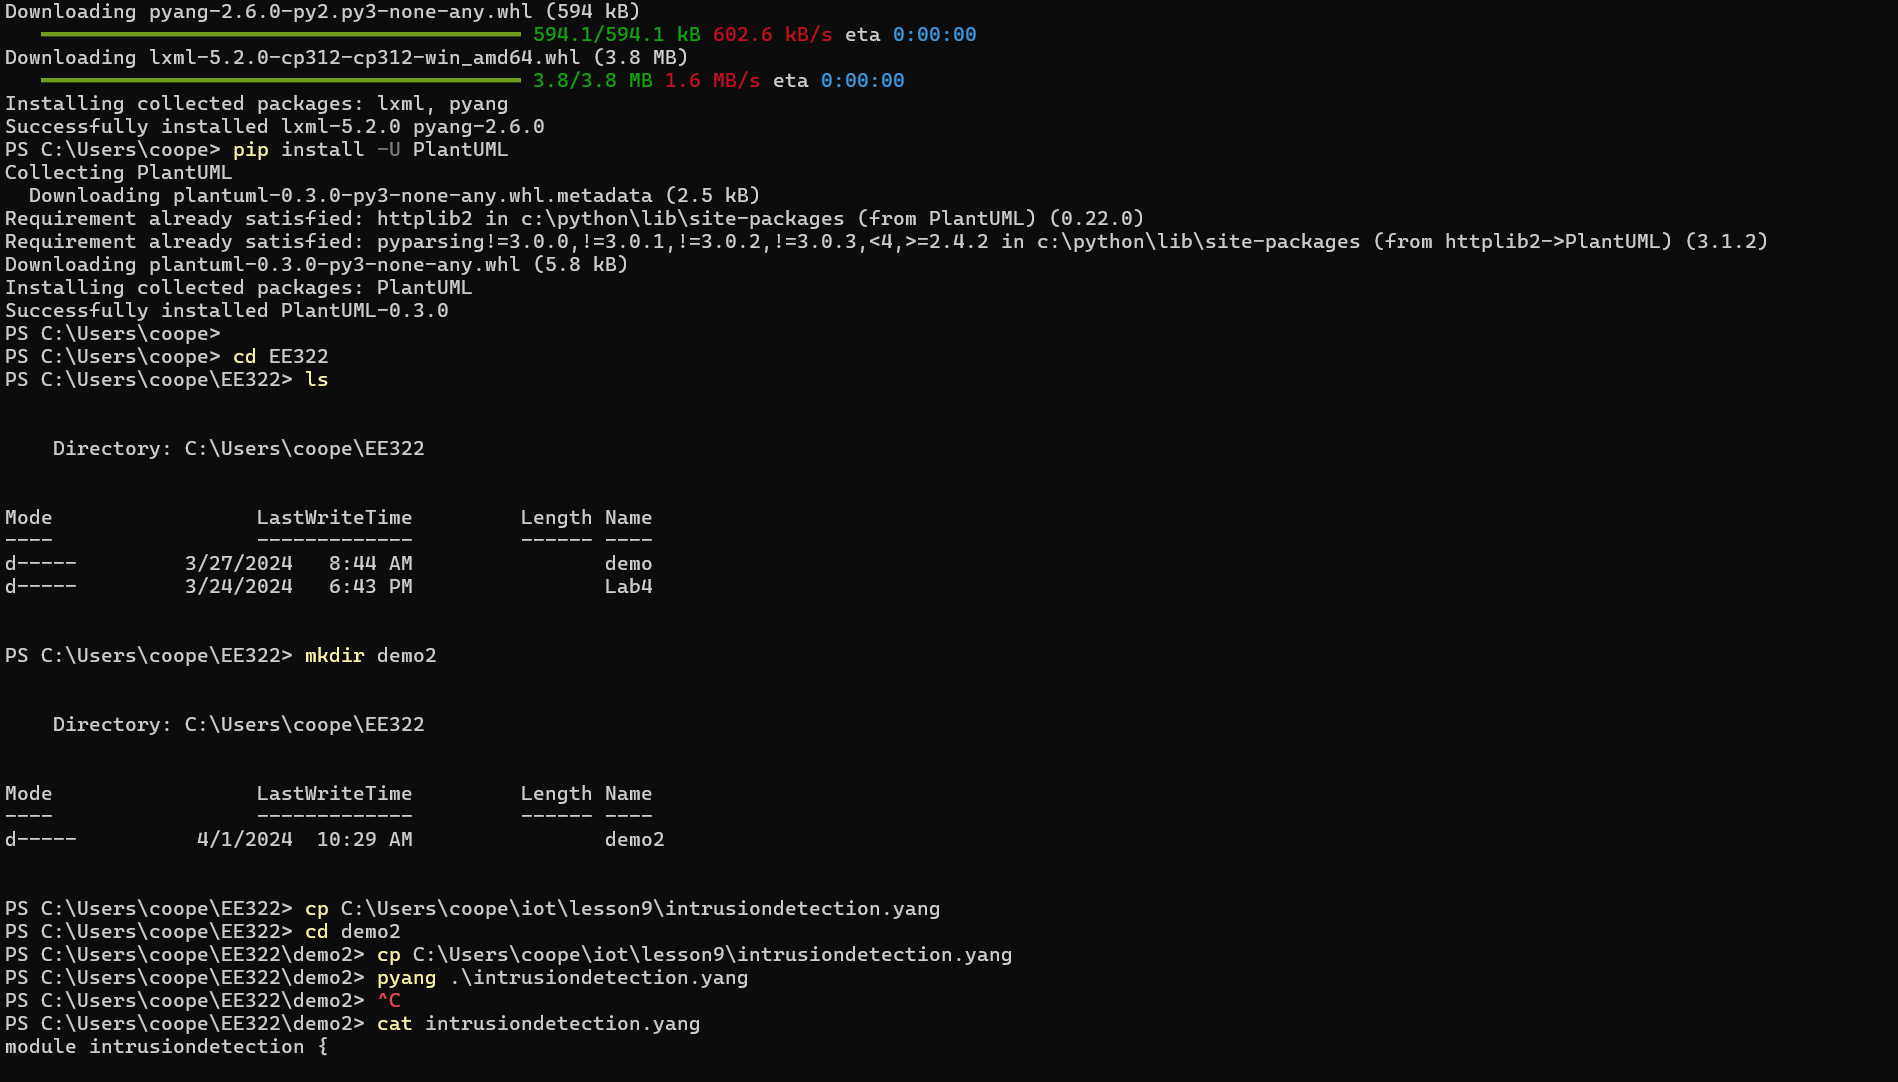 Downloading pyang-2.6.0-py2.py3-none-any.whl (594 kB)
594.1/594.1 kB 602.6 kB/s eta 0:00:00
Downloading lxml-5.2.0-cp312-cp312-win_amd64.whl (3.8 MB)
3.8/3.8 MB 1.6 MB/s eta 0:00:00
Installing collected packages: lxml, pyang
Successfully installed lxml-5.2.0 pyang-2.6.0
PS C:\Users\coope> pip install -U PlantUML
Collecting PlantUML
  Downloading plantuml-0.3.0-py3-none-any.whl.metadata (2.5 kB)
Requirement already satisfied: httplib2 in c:\python\lib\site-packages (from PlantUML) (0.22.0)
Requirement already satisfied: pyparsing!=3.0.0,!=3.0.1,!=3.0.2,!=3.0.3,<4,>=2.4.2 in c:\python\lib\site-packages (from httplib2->PlantUML) (3.1.2)
Downloading plantuml-0.3.0-py3-none-any.whl (5.8 kB)
Installing collected packages: PlantUML
Successfully installed PlantUML-0.3.0
PS C:\Users\coope>
PS C:\Users\coope> cd EE322
PS C:\Users\coope\EE322> ls
    Directory: C:\Users\coope\EE322
Mode                 LastWriteTime         Length Name
----                 -------------         ------ ----
d-----         3/27/2024   8:44 AM                demo
d-----         3/24/2024   6:43 PM                Lab4
PS C:\Users\coope\EE322> mkdir demo2
    Directory: C:\Users\coope\EE322
Mode                 LastWriteTime         Length Name
----                 -------------         ------ ----
d-----          4/1/2024  10:29 AM                demo2
PS C:\Users\coope\EE322> cp C:\Users\coope\iot\lesson9\intrusiondetection.yang
PS C:\Users\coope\EE322> cd demo2
PS C:\Users\coope\EE322\demo2> cp C:\Users\coope\iot\lesson9\intrusiondetection.yang
PS C:\Users\coope\EE322\demo2> pyang .\intrusiondetection.yang
PS C:\Users\coope\EE322\demo2> ^C
PS C:\Users\coope\EE322\demo2> cat intrusiondetection.yang
module intrusiondetection {